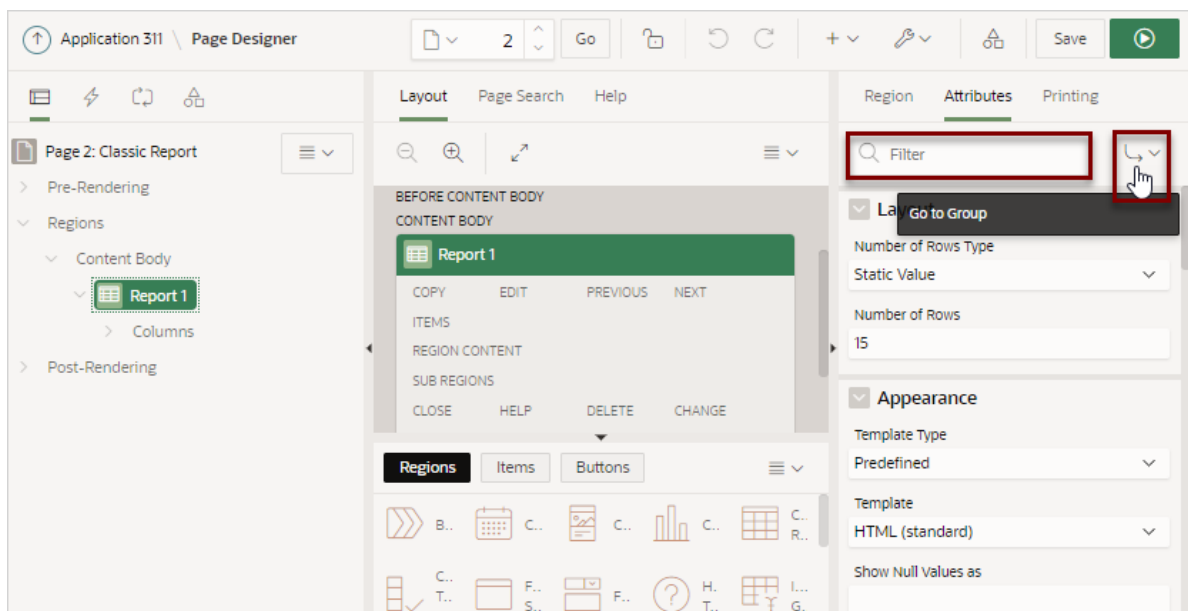 Application 311 \ Page Designer
2
Go
Save
Layout Page Search Help
Region Attributes Printing
Page 2: Classic Report
Filter
Pre-Rendering
Regions
Content Body
Report 1
Columns
Post-Rendering
BEFORE CONTENT BODY
CONTENT BODY
Report 1
COPY EDIT PREVIOUS NEXT
ITEMS
REGION CONTENT
SUB REGIONS
CLOSE HELP DELETE CHANGE
Regions Items Buttons
B.. C.. C.. C.. C.. R..
C.. T.. F.. S.. F.. H.. T.. I... G..
Go to Group
Number of Rows Type
Static Value
Number of Rows
15
Appearance
Template Type
Predefined
Template
HTML (standard)
Show Null Values as